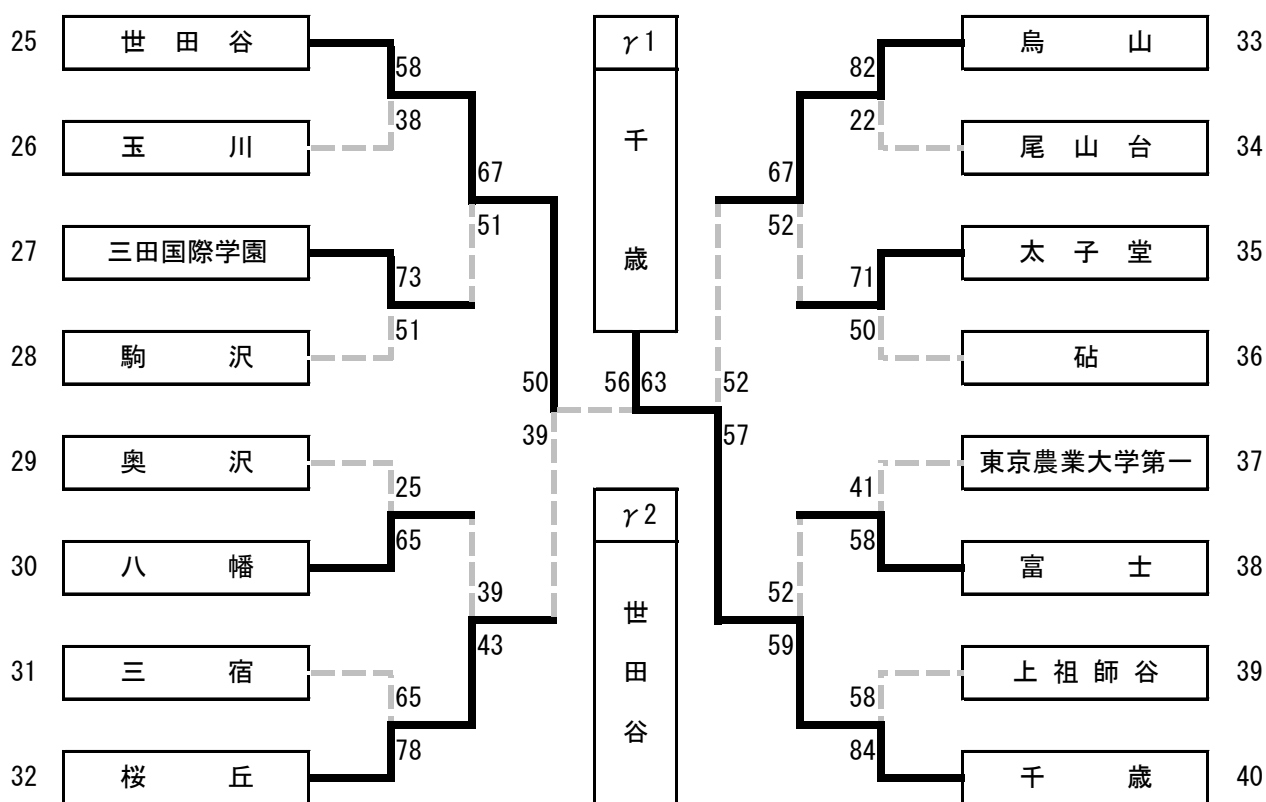 25 世田谷
58
38
26 玉川
67
51
27 三田国際学園
73
51
28 駒沢
50
39
29 奥沢
25
65
30 八幡
39
43
31 三宿
65
78
32 桜丘
γ1
千歳
56 63
γ2
世田谷
烏山 33
82
22
尾山台 34
67
52
太子堂 35
71
50
砧 36
52
57
東京農業大学第一 37
41
58
富士 38
52
59
上祖師谷 39
58
84
千歳 40